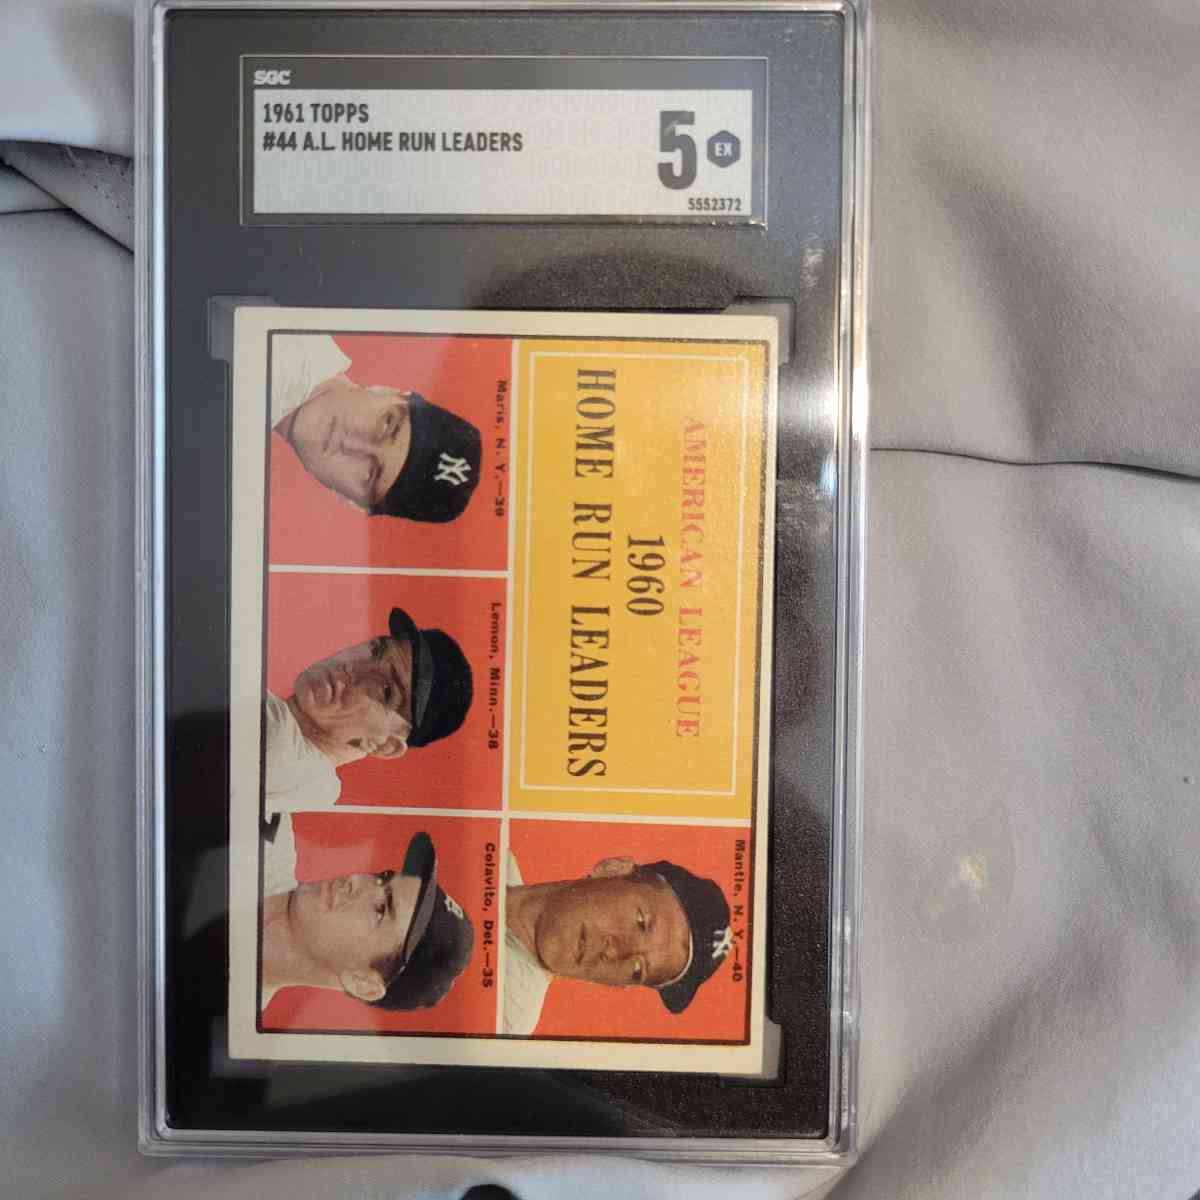 SGC
1961 TOPPS
#44 A.L. HOME RUN LEADERS
5
EX
5552372
AMERICAN LEAGUE
1960
HOME RUN LEADERS
Mantle, N. Y.—40
Maris, N. Y.—39
Lemon, Minn.—38
Colavito, Det.—35